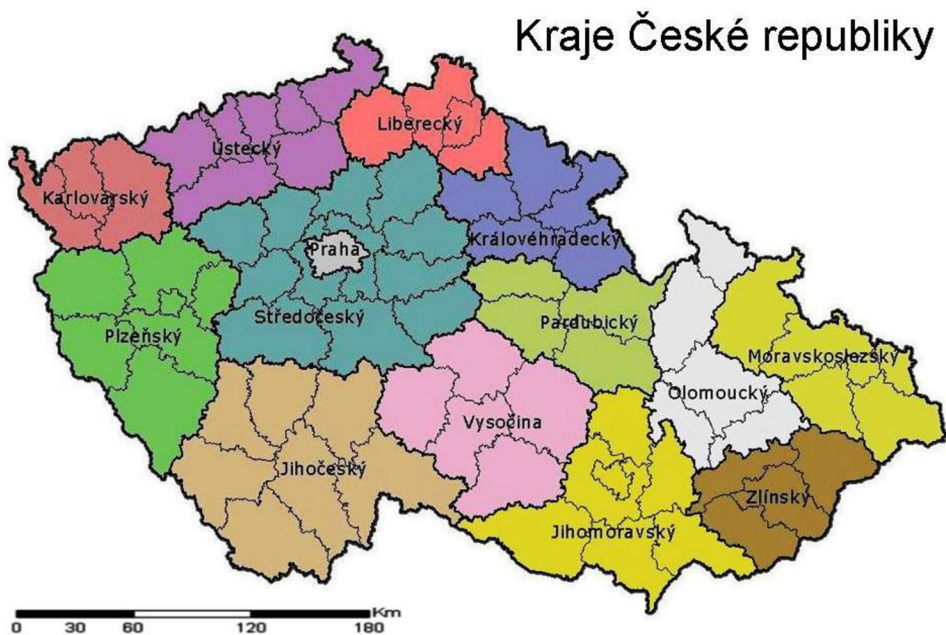 Kraje České republiky
Liberecký
Ústecký
Karlovarský
Královéhradecký
Praha
Středočeský
Pardubický
Plzeňský
Moravskoslezský
Olomoucký
Vysočina
Jihočeský
Zlínský
Jihomoravský
Km
0 30 60 120 180